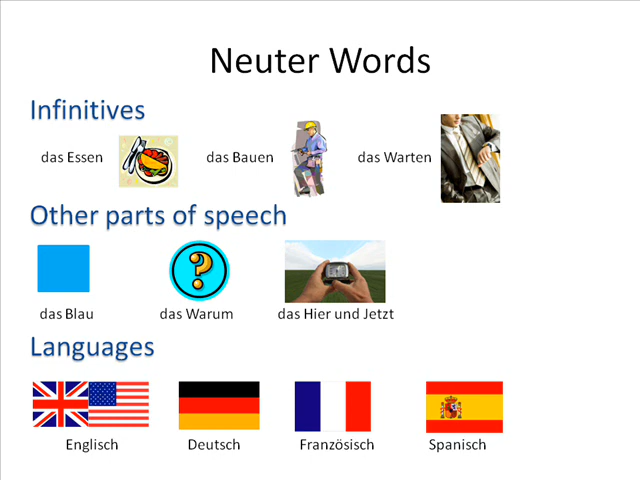 Neuter Words
Infinitives
das Essen das Bauen das Warten
Other parts of speech
das Blau das Warum das Hier und Jetzt
Languages
Englisch Deutsch Französisch Spanisch